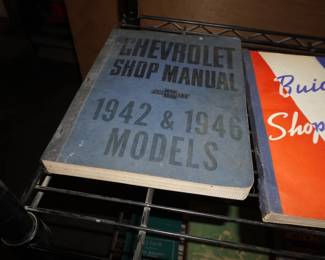 CHEVROLET
SHOP MANUAL
1942 & 1946
MODELS
Buic
Shop